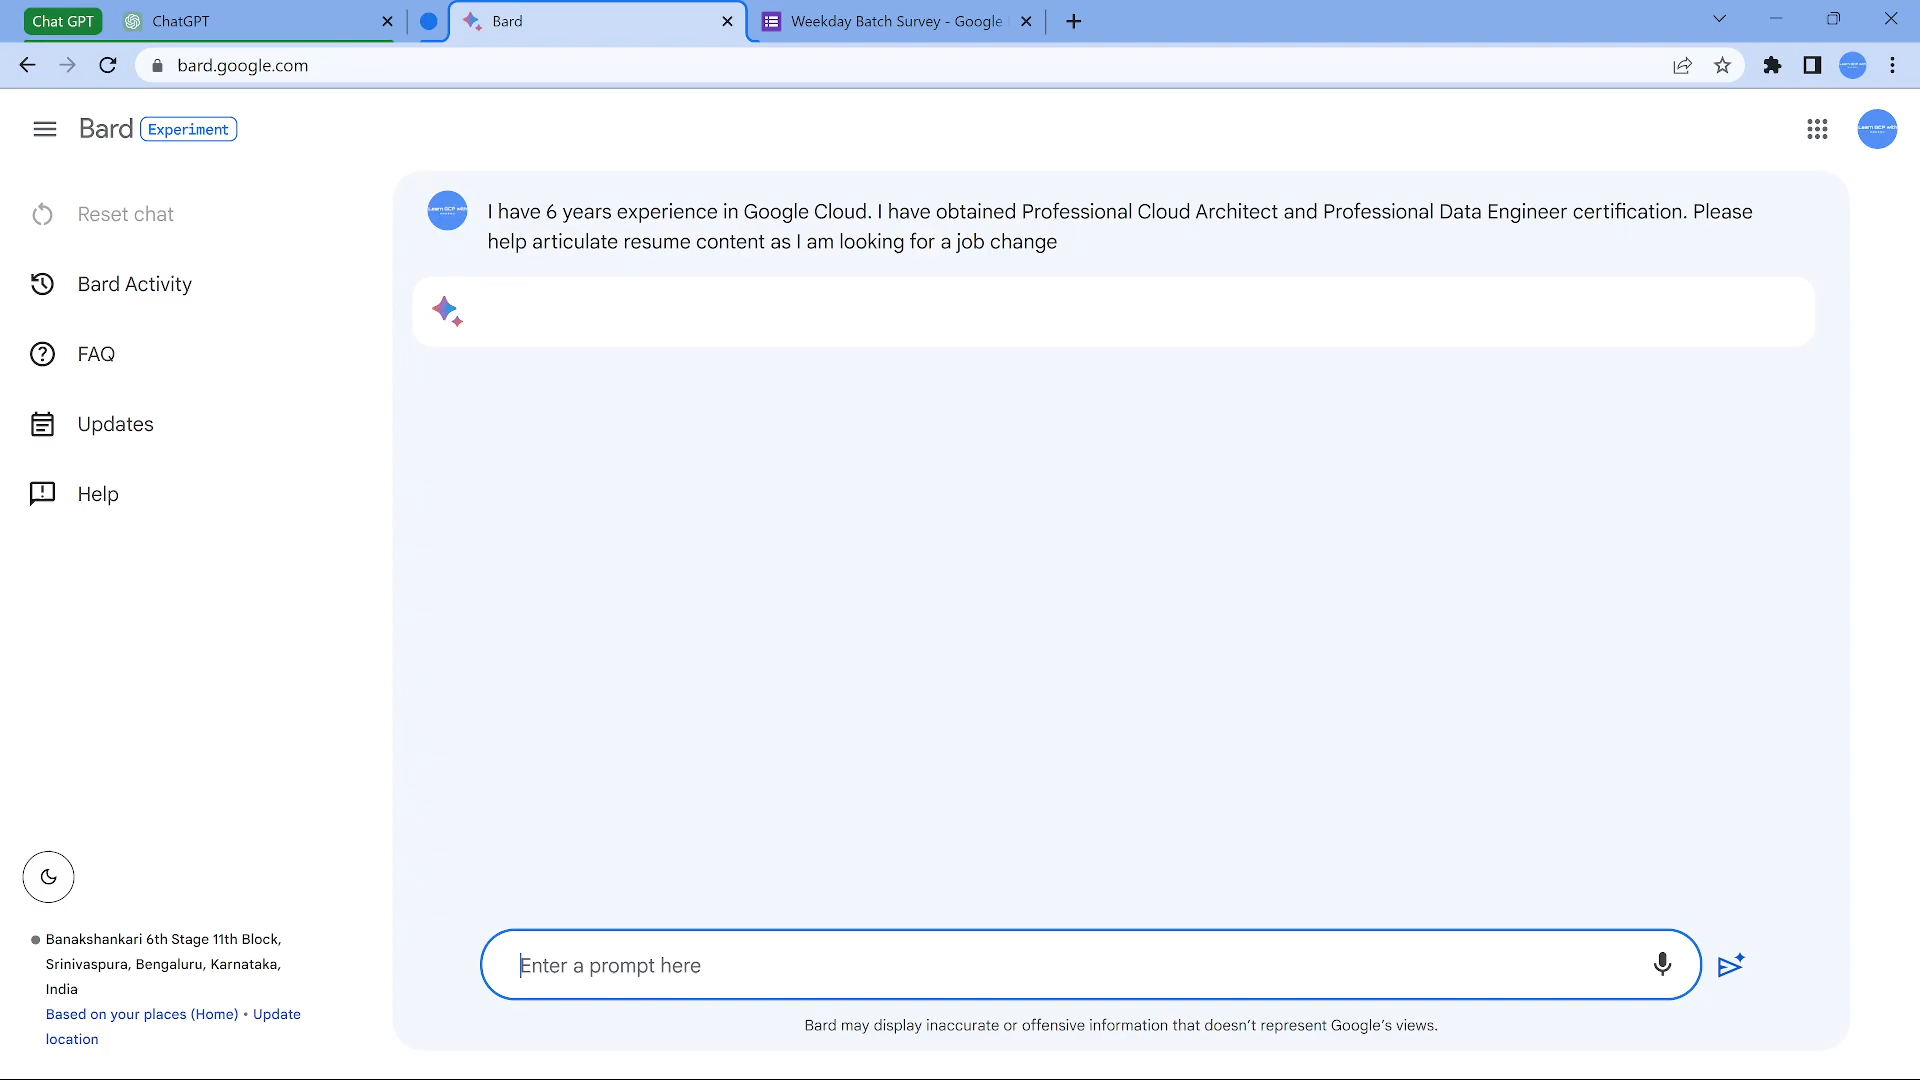 Chat GPT
ChatGPT
Bard
Weekday Batch Survey - Google
bard.google.com
Bard Experiment
Reset chat
Bard Activity
FAQ
Updates
Help
I have 6 years experience in Google Cloud. I have obtained Professional Cloud Architect and Professional Data Engineer certification. Please
help articulate resume content as I am looking for a job change
Enter a prompt here
Bard may display inaccurate or offensive information that doesn’t represent Google’s views.
Banakshankari 6th Stage 11th Block,
Srinivaspura, Bengaluru, Karnataka,
India
Based on your places (Home) • Update
location